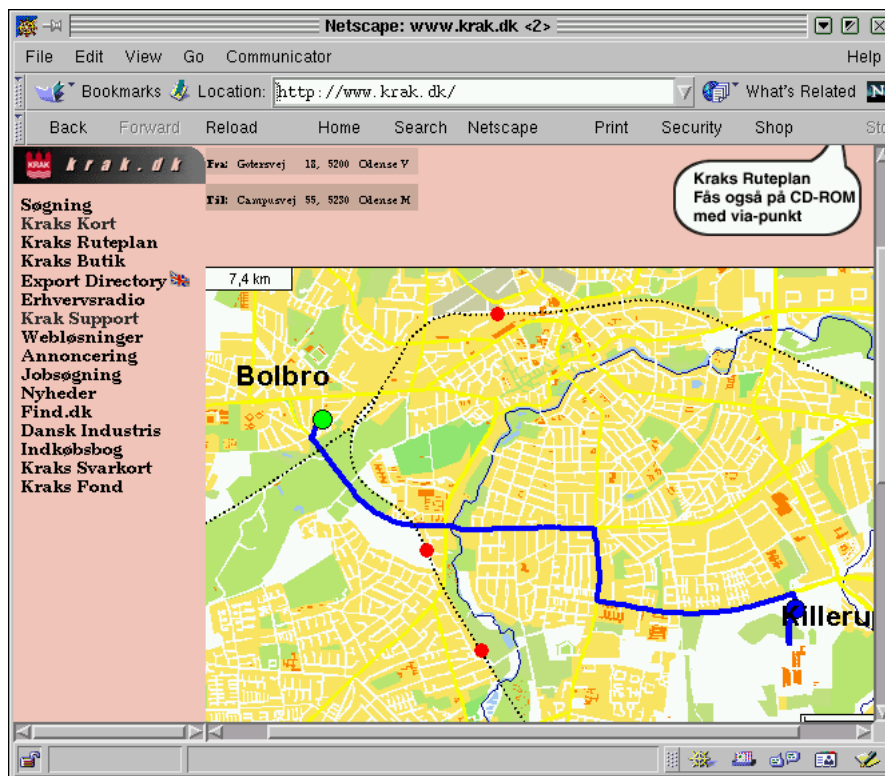 Netscape: www.krak.dk <2>
File Edit View Go Communicator Help
Bookmarks Location: http://www.krak.dk/ What's Related N
Back Forward Reload Home Search Netscape Print Security Shop Sto
KRAK krak.dk
Fra: Gotersvej 18, 5200 Odense V
Til: Campusvej 55, 5230 Odense M
Kraks Ruteplan
Fås også på CD-ROM
med via-punkt
Søgning
Kraks Kort
Kraks Ruteplan
Kraks Butik
Export Directory
Erhvervsradio
Krak Support
Webløsninger
Annoncering
Jobsøgning
Nyheder
Find.dk
Dansk Industris
Indkøbsbog
Kraks Svarkort
Kraks Fond
7,4 km
Bolbro
Killerup